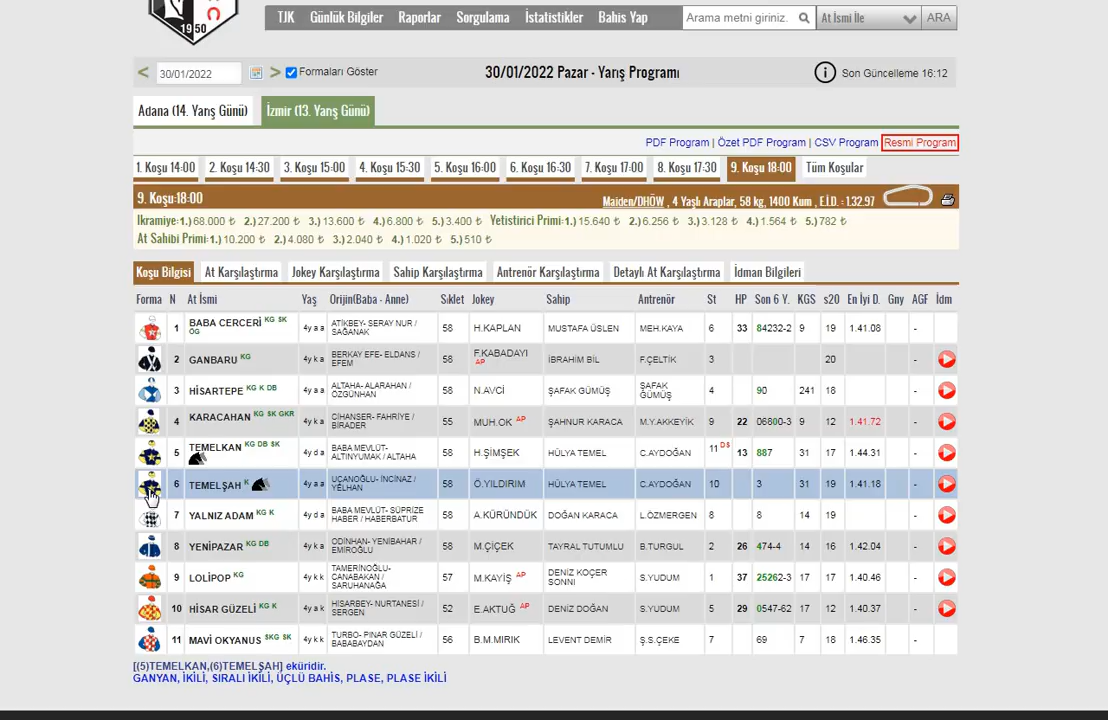 1950
TJK Günlük Bilgiler Raporlar Sorgulama İstatistikler Bahis Yap Arama metni giriniz. At İsmi İle ARA
< 30/01/2022 > Formaları Göster 30/01/2022 Pazar - Yarış Programı Son Güncelleme 16:12
Adana (14. Yarış Günü) İzmir (13. Yarış Günü)
PDF Program | Özet PDF Program | CSV Program Resmi Program
1. Koşu 14:00 2. Koşu 14:30 3. Koşu 15:00 4. Koşu 15:30 5. Koşu 16:00 6. Koşu 16:30 7. Koşu 17:00 8. Koşu 17:30 9. Koşu 18:00 Tüm Koşular
9. Koşu:18:00 Maiden/DHÖW , 4 Yaşlı Araplar, 58 kg, 1400 Kum , E.İ.D. : 1.32.97
Ikramiye:1.) 68.000 ₺ 2.) 27.200 ₺ 3.) 13.600 ₺ 4.) 6.800 ₺ 5.) 3.400 ₺ Yetistirici Primi:1.) 15.640 ₺ 2.) 6.256 ₺ 3.) 3.128 ₺ 4.) 1.564 ₺ 5.) 782 ₺
At Sahibi Primi:1.) 10.200 ₺ 2.) 4.080 ₺ 3.) 2.040 ₺ 4.) 1.020 ₺ 5.) 510 ₺
Koşu Bilgisi At Karşılaştırma Jokey Karşılaştırma Sahip Karşılaştırma Antrenör Karşılaştırma Detaylı At Karşılaştırma İdman Bilgileri
Forma N At İsmi Yaş Orijin(Baba - Anne) Sıklet Jokey Sahip Antrenör St HP Son 6 Y. KGS s20 En İyi D. Gny AGF İdm
1 BABA CERCERİ KG SK ÖG 4y a a ATİKBEY- SERAY NUR / SAĞANAK 58 H.KAPLAN MUSTAFA ÜSLEN MEH.KAYA 6 33 84232-2 9 19 1.41.08 -
2 GANBARU KG 4y k a BERKAY EFE- ELDANS / EFEM 58 F.KABADAYI AP İBRAHİM BİL F.ÇELTİK 3 20 -
3 HİSARTEPE KG K DB 4y a a ALTAHA- ALARAHAN / ÖZGÜNHAN 58 N.AVCİ ŞAFAK GÜMÜŞ ŞAFAK GÜMÜŞ 4 90 241 18 -
4 KARACAHAN KG SK GKR 4y k a CİHANSER- FAHRİYE / BİRADER 55 MUH.OK AP ŞAHNUR KARACA M.Y.AKKEYİK 9 22 06800-3 9 12 1.41.72 -
5 TEMELKAN KG DB SK 4y d a BABA MEVLÜT- ALTINYUMAK / ALTAHA 58 H.ŞİMŞEK HÜLYA TEMEL C.AYDOĞAN 11 DS 13 887 31 17 1.44.31 -
6 TEMELŞAH K 4y a a UÇANOĞLU- İNCİNAZ / YELHAN 58 Ö.YILDIRIM HÜLYA TEMEL C.AYDOĞAN 10 3 31 19 1.41.18 -
7 YALNIZ ADAM KG K 4y d a BABA MEVLÜT- SÜPRİZE HABER / HABERBATUR 58 A.KÜRÜNDÜK DOĞAN KARACA L.ÖZMERGEN 8 8 14 19 -
8 YENİPAZAR KG DB 4y k a ODİNHAN- YENİBAHAR / EMİROĞLU 58 M.ÇİÇEK TAYRAL TUTUMLU B.TURGUL 2 26 474-4 14 16 1.42.04 -
9 LOLİPOP KG 4y k k TAMERİNOĞLU- CANABAKAN / SARUHANAĞA 57 M.KAYİŞ AP DENİZ KOÇER SONNI S.YUDUM 1 37 25262-3 17 17 1.40.46 -
10 HİSAR GÜZELİ KG K 4y a k HISARBEY- NURTANESİ / SERGEN 52 E.AKTUĞ AP DENİZ DOĞAN S.YUDUM 5 29 0547-62 17 12 1.40.37 -
11 MAVİ OKYANUS SKG SK 4y k k TURBO- PINAR GÜZELİ / BABABAYDAN 56 B.M.MIRIK LEVENT DEMİR Ş.S.ÇEKE 7 69 7 18 1.46.35 -
[(5)TEMELKAN,(6)TEMELŞAH] eküridir.
GANYAN, İKİLİ, SIRALI İKİLİ, ÜÇLÜ BAHİS, PLASE, PLASE İKİLİ